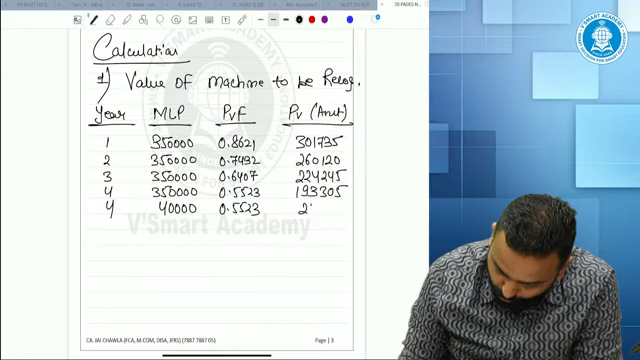 V'SMART ACADEMY
Calculation
1) Value of Machine to be Recog.
Year MLP PvF Pv (Amt)
1 350000 0.8621 301735
2 350000 0.7432 260120
3 350000 0.6407 224245
4 350000 0.5523 193305
4 40000 0.5523 2
V'Smart Academy
CA. JAI CHAWLA (FCA, M.COM, DISA, IFRS) (7887 7887 05) Page | 3